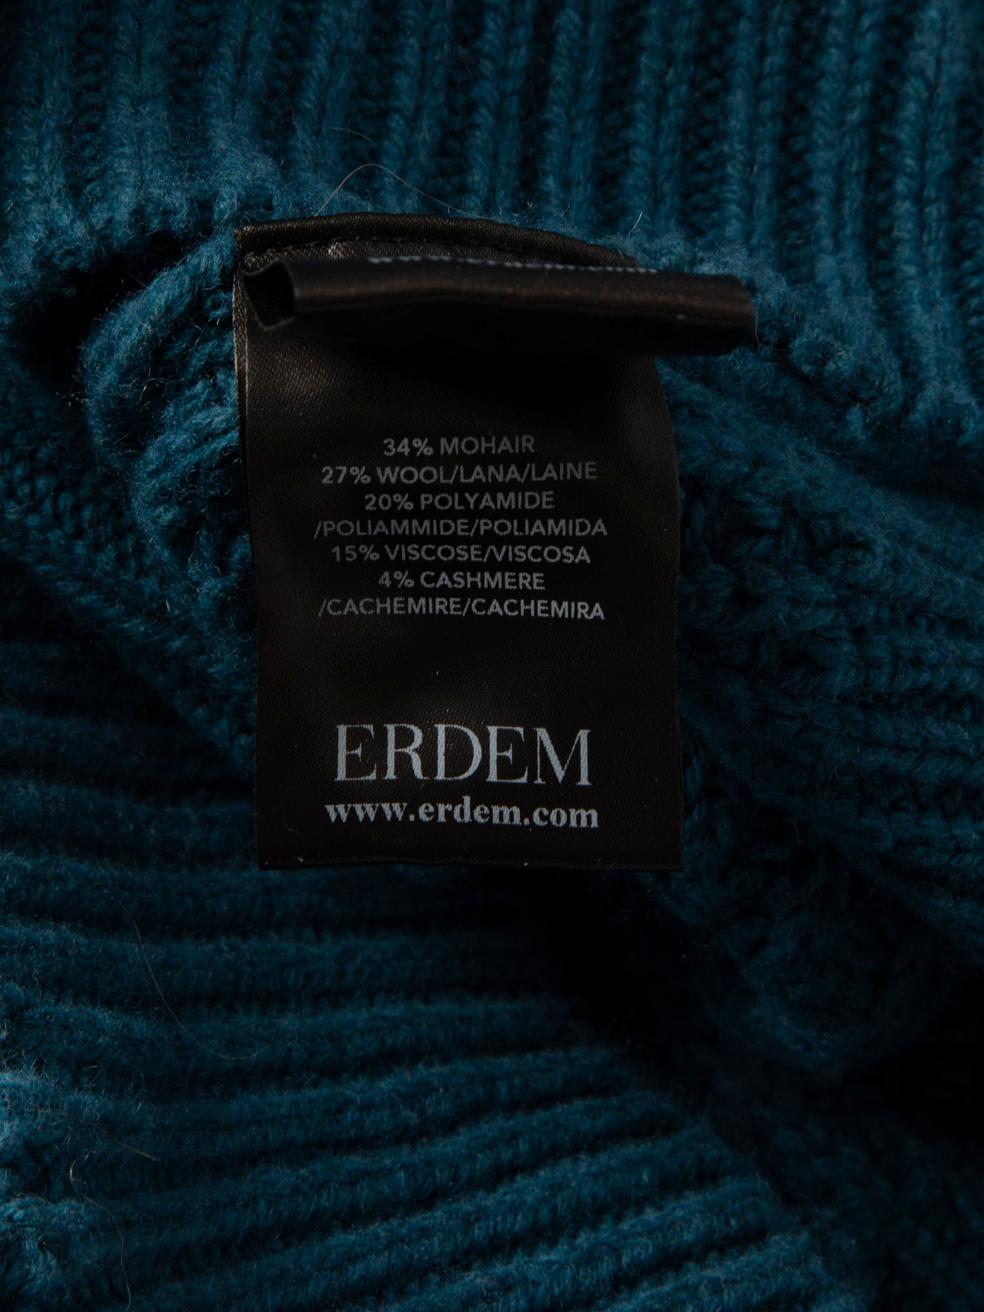 34% MOHAIR
27% WOOL/LANA/LAINE
20% POLYAMIDE
/POLIAMMIDE/POLIAMIDA
15% VISCOSE/VISCOSA
4% CASHMERE
/CACHEMIRE/CACHEMIRA
ERDEM
www.erdem.com